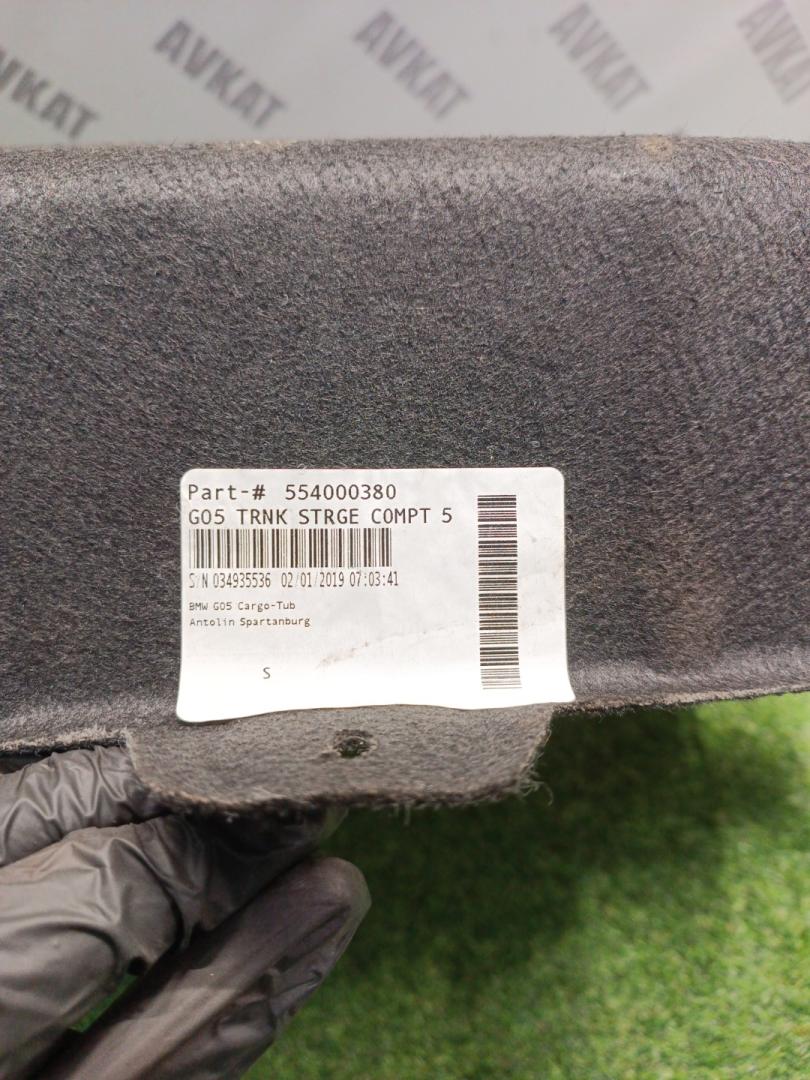 AVKAT
AVKAT
AVKAT
AVKAT
AVKAT
Part-# 554000380
G05 TRNK STRGE COMPT 5
S/N 034935536 02/01/2019 07:03:41
BMW G05 Cargo-Tub
Antolin Spartanburg
S